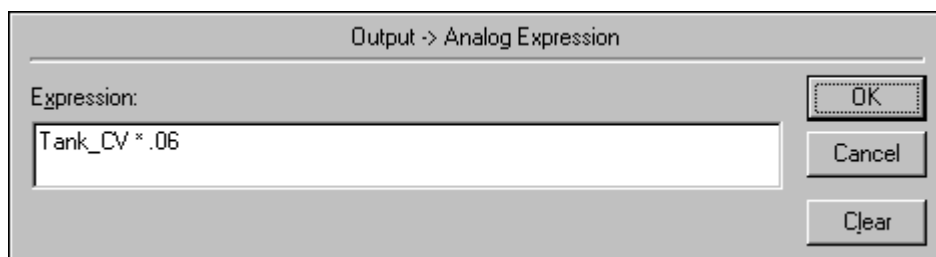 Output -> Analog Expression
Expression:
OK
Tank_CV * .06
Cancel
Clear